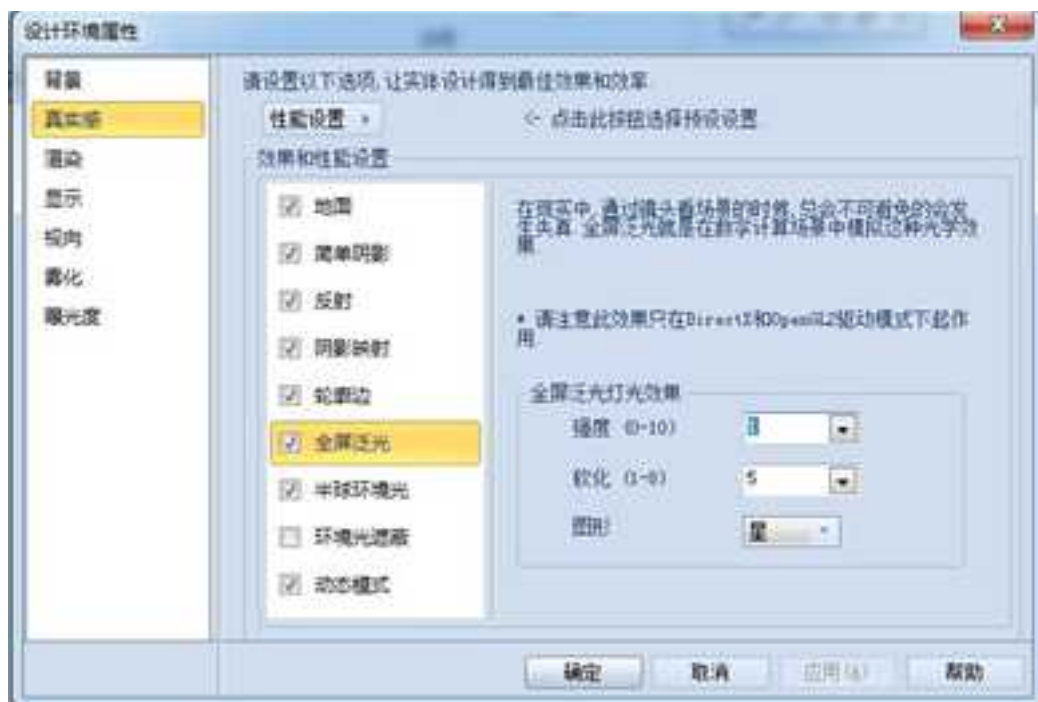 设计环境属性
背景
真实感
渲染
显示
视向
雾化
曝光度
请设置以下选项,让实体设计得到最佳效果和效率
性能设置
<- 点击此按钮选择预设设置
效果和性能设置
地面
简单阴影
反射
阴影映射
轮廓边
全屏泛光
半球环境光
环境光遮蔽
动态模式
在现实中,通过镜头看场景的时候,总会不可避免的会发
生失真.全屏泛光就是在数学计算场景中模拟这种光学效
果
* 请注意此效果只在DirectX和OpenGL2驱动模式下起作
用.
全屏泛光灯光效果
强度 (0-10)
软化 (1-8)
5
图形
星
确定
取消
应用(A)
帮助